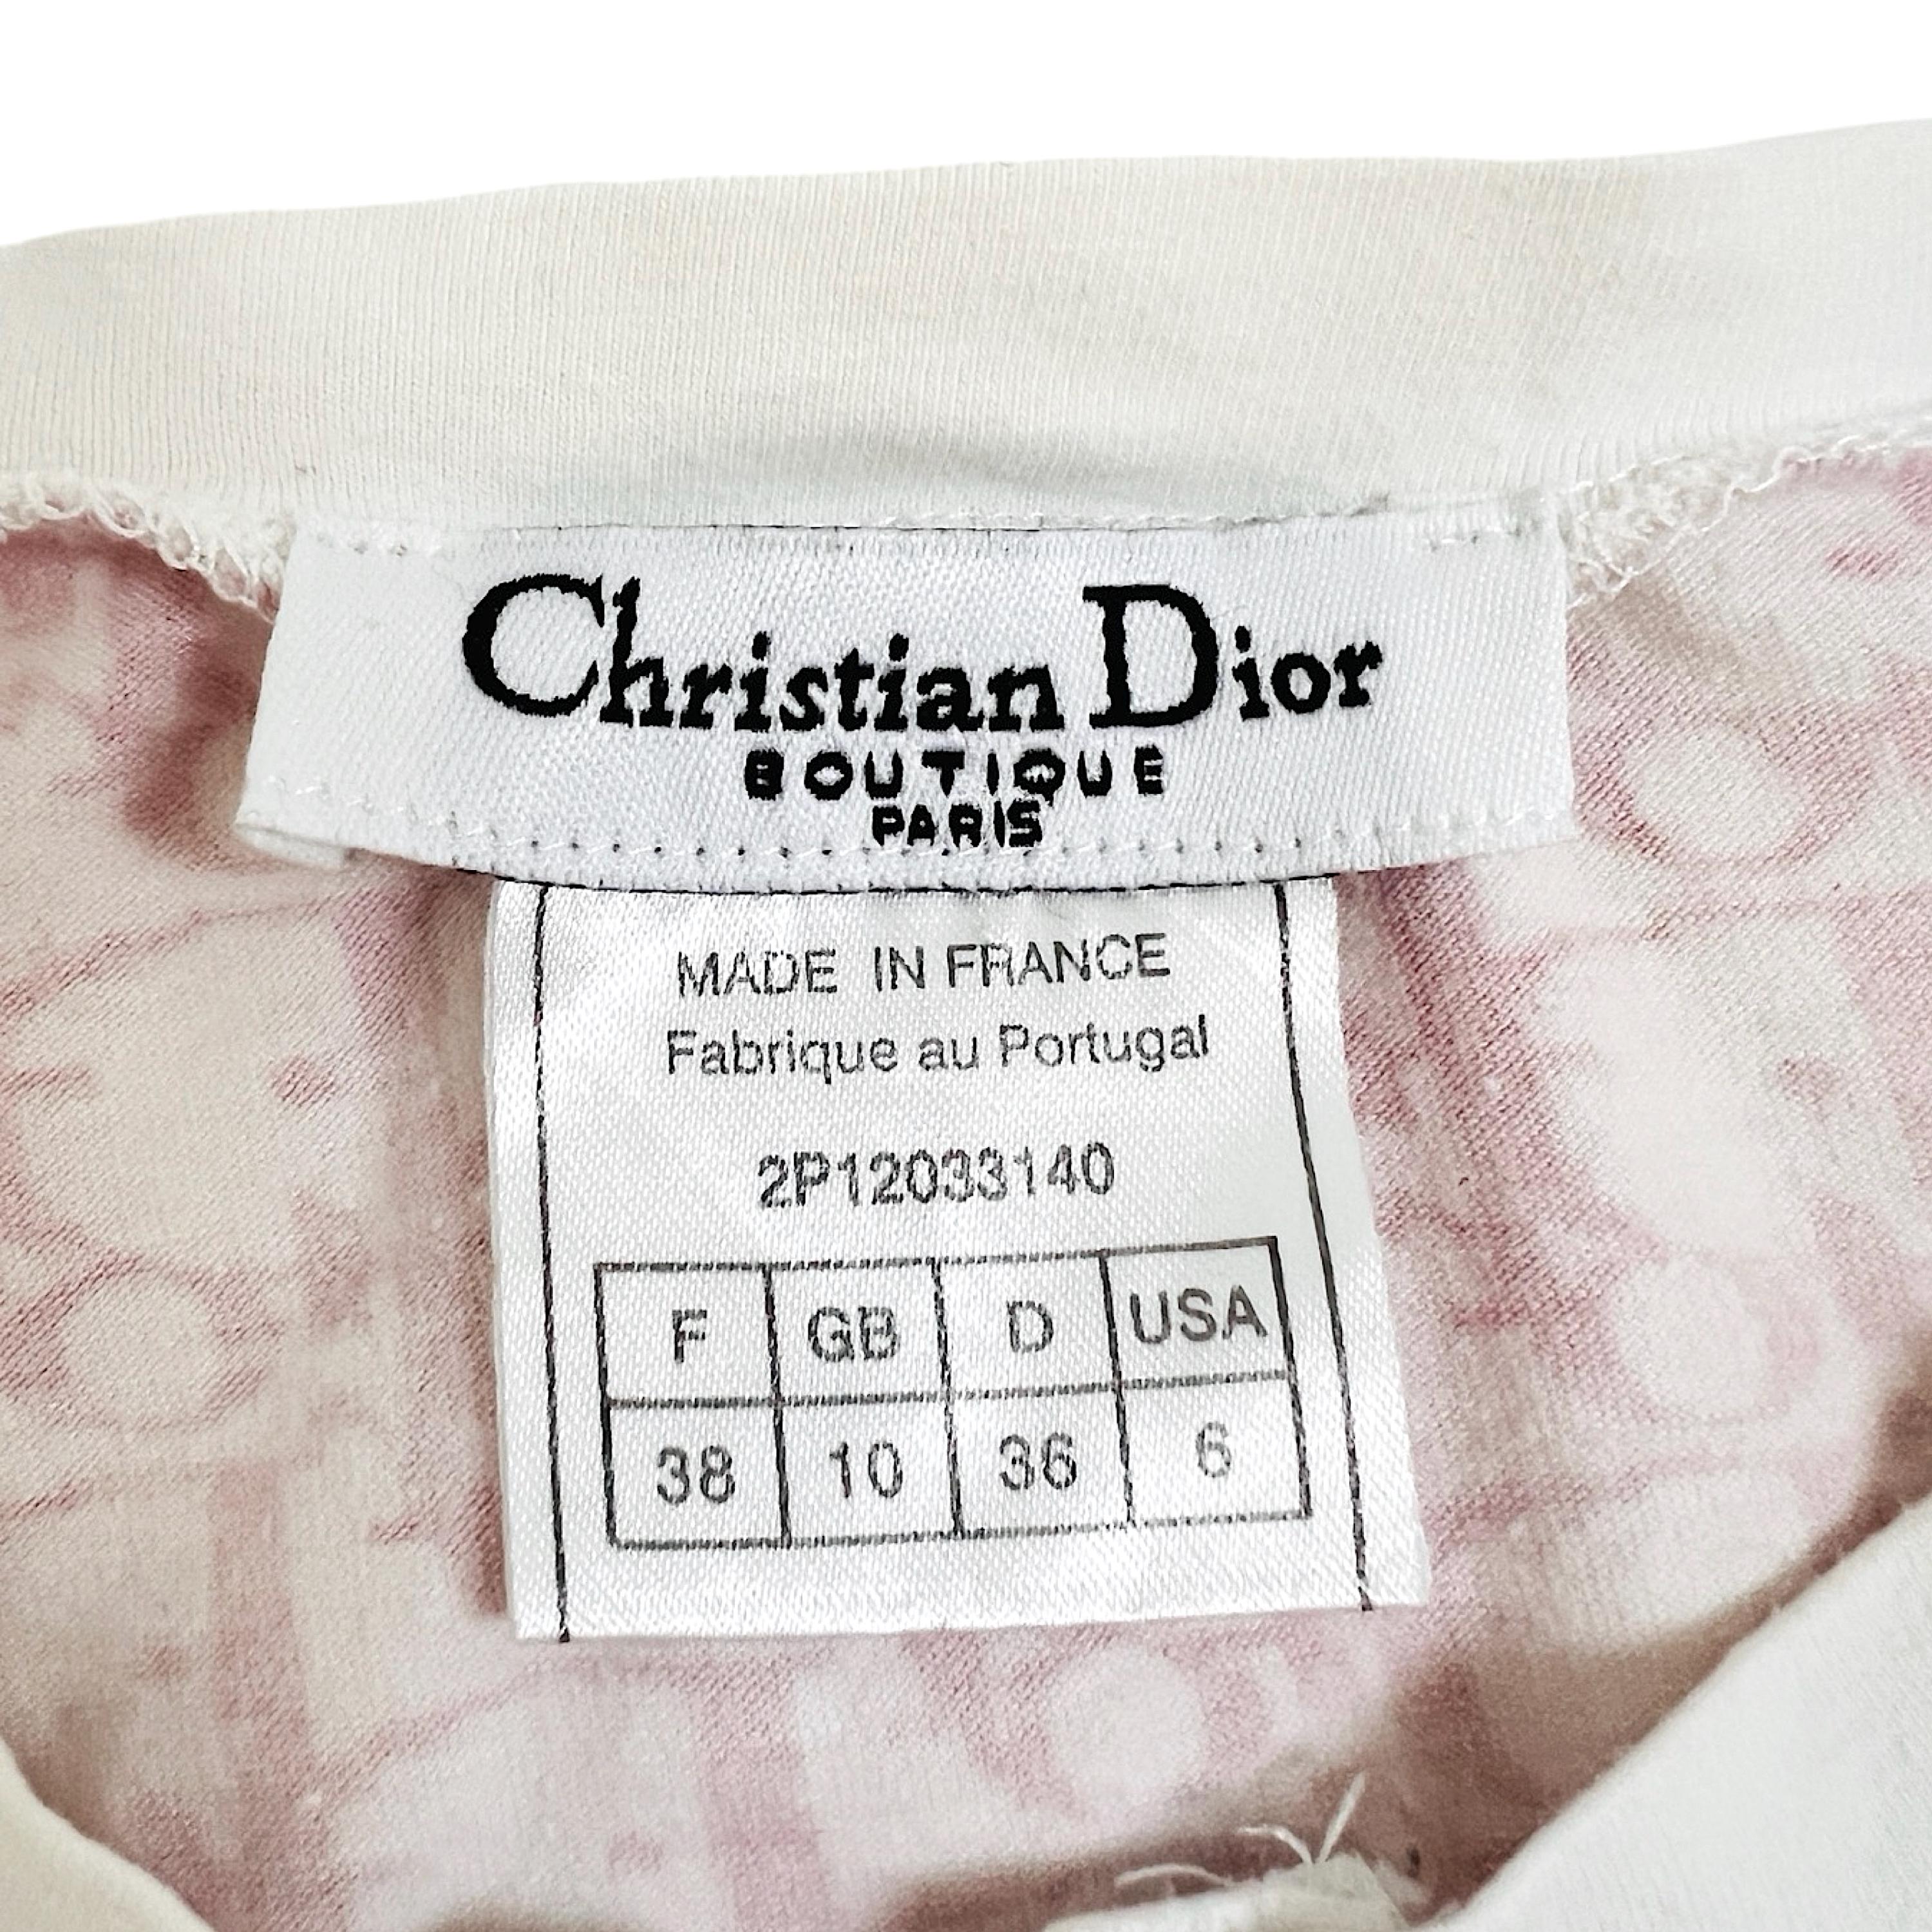 Christian Dior
BOUTIQUE
PARIS
MADE IN FRANCE
Fabrique au Portugal
2P12033140
F GB D USA
38 10 36 6